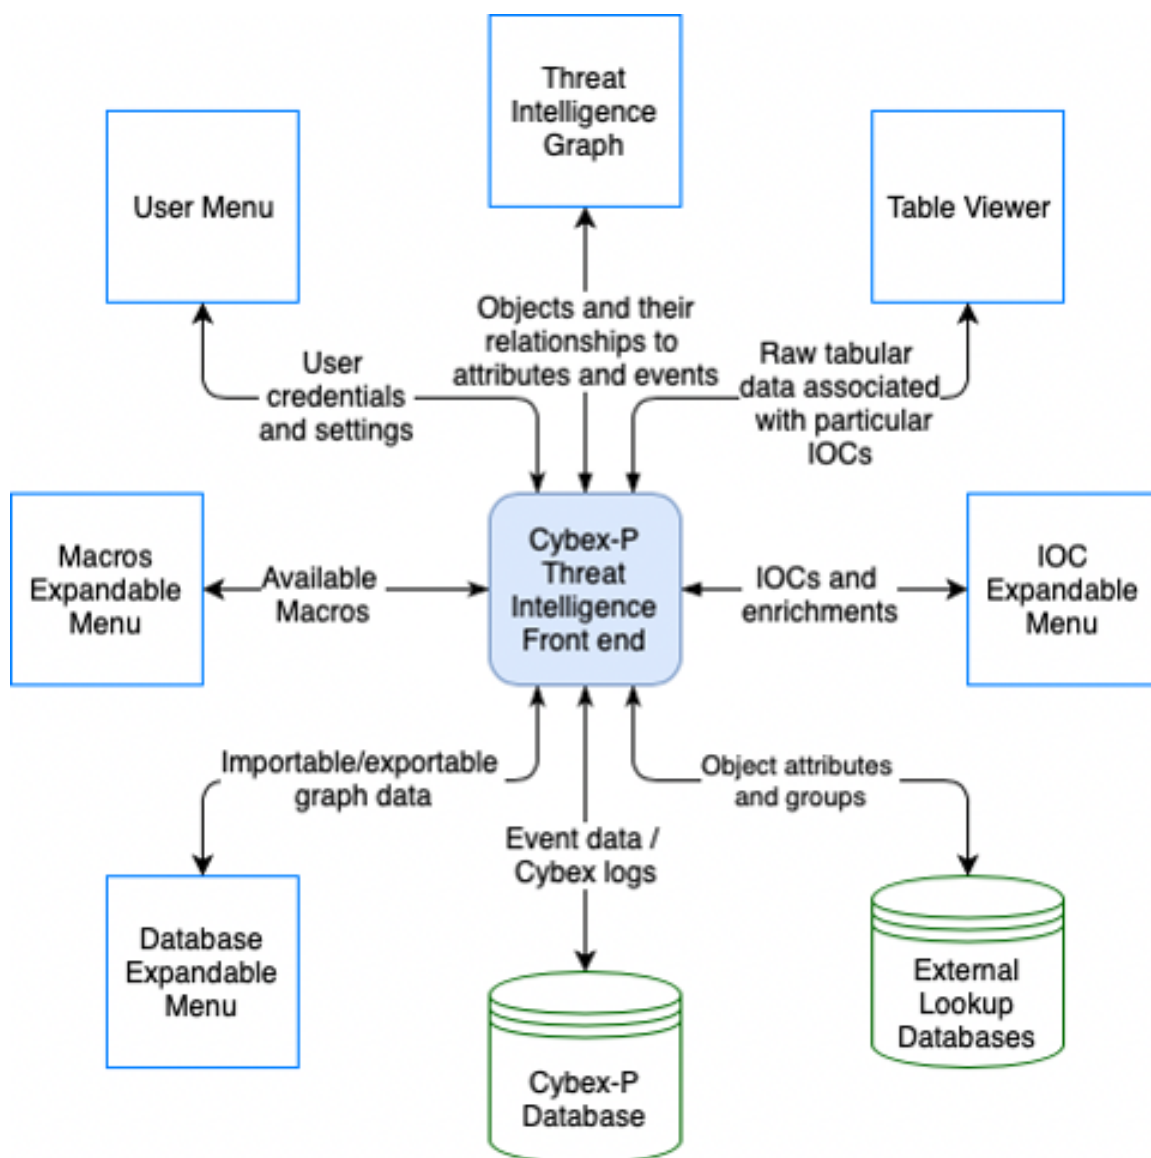 Threat
Intelligence
Graph
User Menu
Table Viewer
Objects and their
relationships to
attributes and events
User
credentials
and settings
Raw tabular
data associated
with particular
IOCs
Macros
Expandable
Menu
Available
Macros
Cybex-P
Threat
Intelligence
Front end
IOCs and
enrichments
IOC
Expandable
Menu
Importable/exportable
graph data
Object attributes
and groups
Event data /
Cybex logs
Database
Expandable
Menu
External
Lookup
Databases
Cybex-P
Database